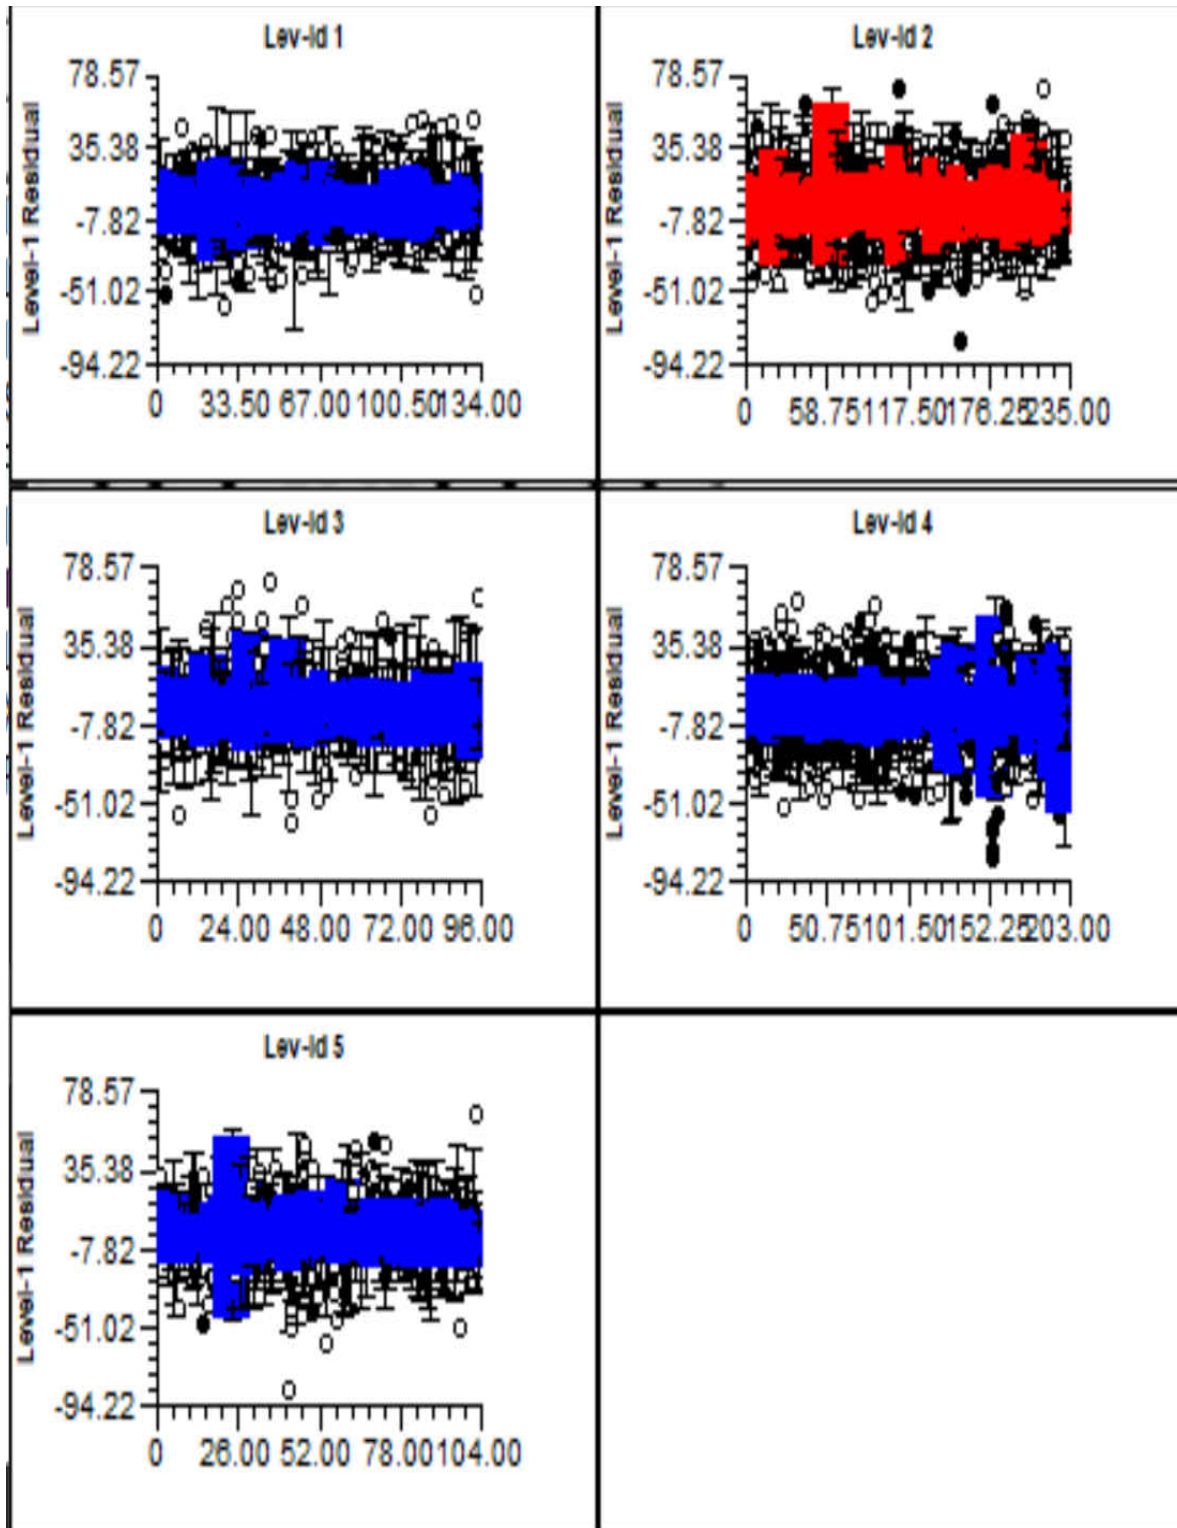 Lev-Id 1
78.57
35.38
-7.82
-51.02
-94.22
Level-1 Residual
0 33.50 67.00 100.50 134.00
Lev-Id 2
78.57
35.38
-7.82
-51.02
-94.22
Level-1 Residual
0 58.75 117.50 176.25 235.00
Lev-Id 3
78.57
35.38
-7.82
-51.02
-94.22
Level-1 Residual
0 24.00 48.00 72.00 96.00
Lev-Id 4
78.57
35.38
-7.82
-51.02
-94.22
Level-1 Residual
0 50.75 101.50 152.25 203.00
Lev-Id 5
78.57
35.38
-7.82
-51.02
-94.22
Level-1 Residual
0 26.00 52.00 78.00 104.00